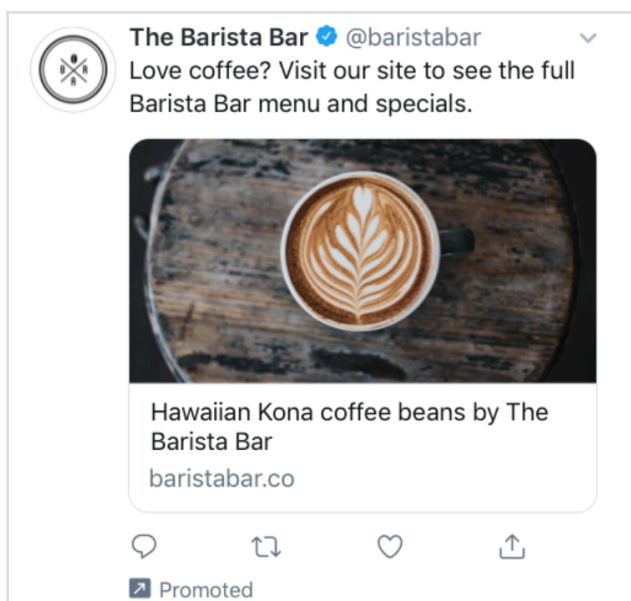 The Barista Bar @baristabar
Love coffee? Visit our site to see the full
Barista Bar menu and specials.
Hawaiian Kona coffee beans by The
Barista Bar
baristabar.co
Promoted